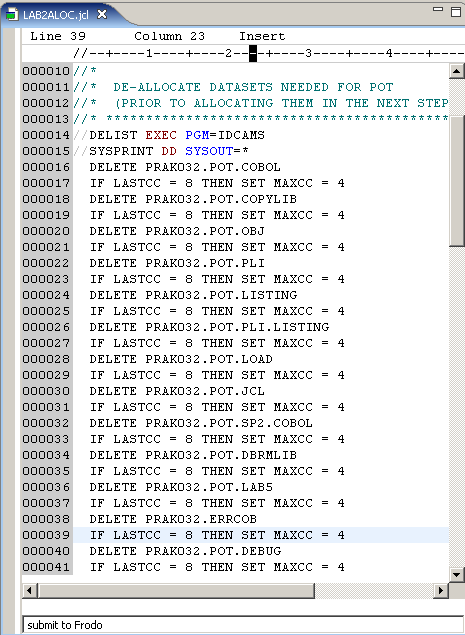 LAB2ALOC.jcl
Line 39 Column 23 Insert
//--+----1----+----2--+----3----+----4----+----
000010//*
000011//*  DE-ALLOCATE DATASETS NEEDED FOR POT
000012//*  (PRIOR TO ALLOCATING THEM IN THE NEXT STEP
000013//* *******************************************
000014//DELIST EXEC PGM=IDCAMS
000015//SYSPRINT DD SYSOUT=*
000016  DELETE PRAK032.POT.COBOL
000017  IF LASTCC = 8 THEN SET MAXCC = 4
000018  DELETE PRAK032.POT.COPYLIB
000019  IF LASTCC = 8 THEN SET MAXCC = 4
000020  DELETE PRAK032.POT.OBJ
000021  IF LASTCC = 8 THEN SET MAXCC = 4
000022  DELETE PRAK032.POT.PLI
000023  IF LASTCC = 8 THEN SET MAXCC = 4
000024  DELETE PRAK032.POT.LISTING
000025  IF LASTCC = 8 THEN SET MAXCC = 4
000026  DELETE PRAK032.POT.PLI.LISTING
000027  IF LASTCC = 8 THEN SET MAXCC = 4
000028  DELETE PRAK032.POT.LOAD
000029  IF LASTCC = 8 THEN SET MAXCC = 4
000030  DELETE PRAK032.POT.JCL
000031  IF LASTCC = 8 THEN SET MAXCC = 4
000032  DELETE PRAK032.POT.SP2.COBOL
000033  IF LASTCC = 8 THEN SET MAXCC = 4
000034  DELETE PRAK032.POT.DBRMLIB
000035  IF LASTCC = 8 THEN SET MAXCC = 4
000036  DELETE PRAK032.POT.LAB5
000037  IF LASTCC = 8 THEN SET MAXCC = 4
000038  DELETE PRAK032.ERRCOB
000039  IF LASTCC = 8 THEN SET MAXCC = 4
000040  DELETE PRAK032.POT.DEBUG
000041  IF LASTCC = 8 THEN SET MAXCC = 4
submit to Frodo